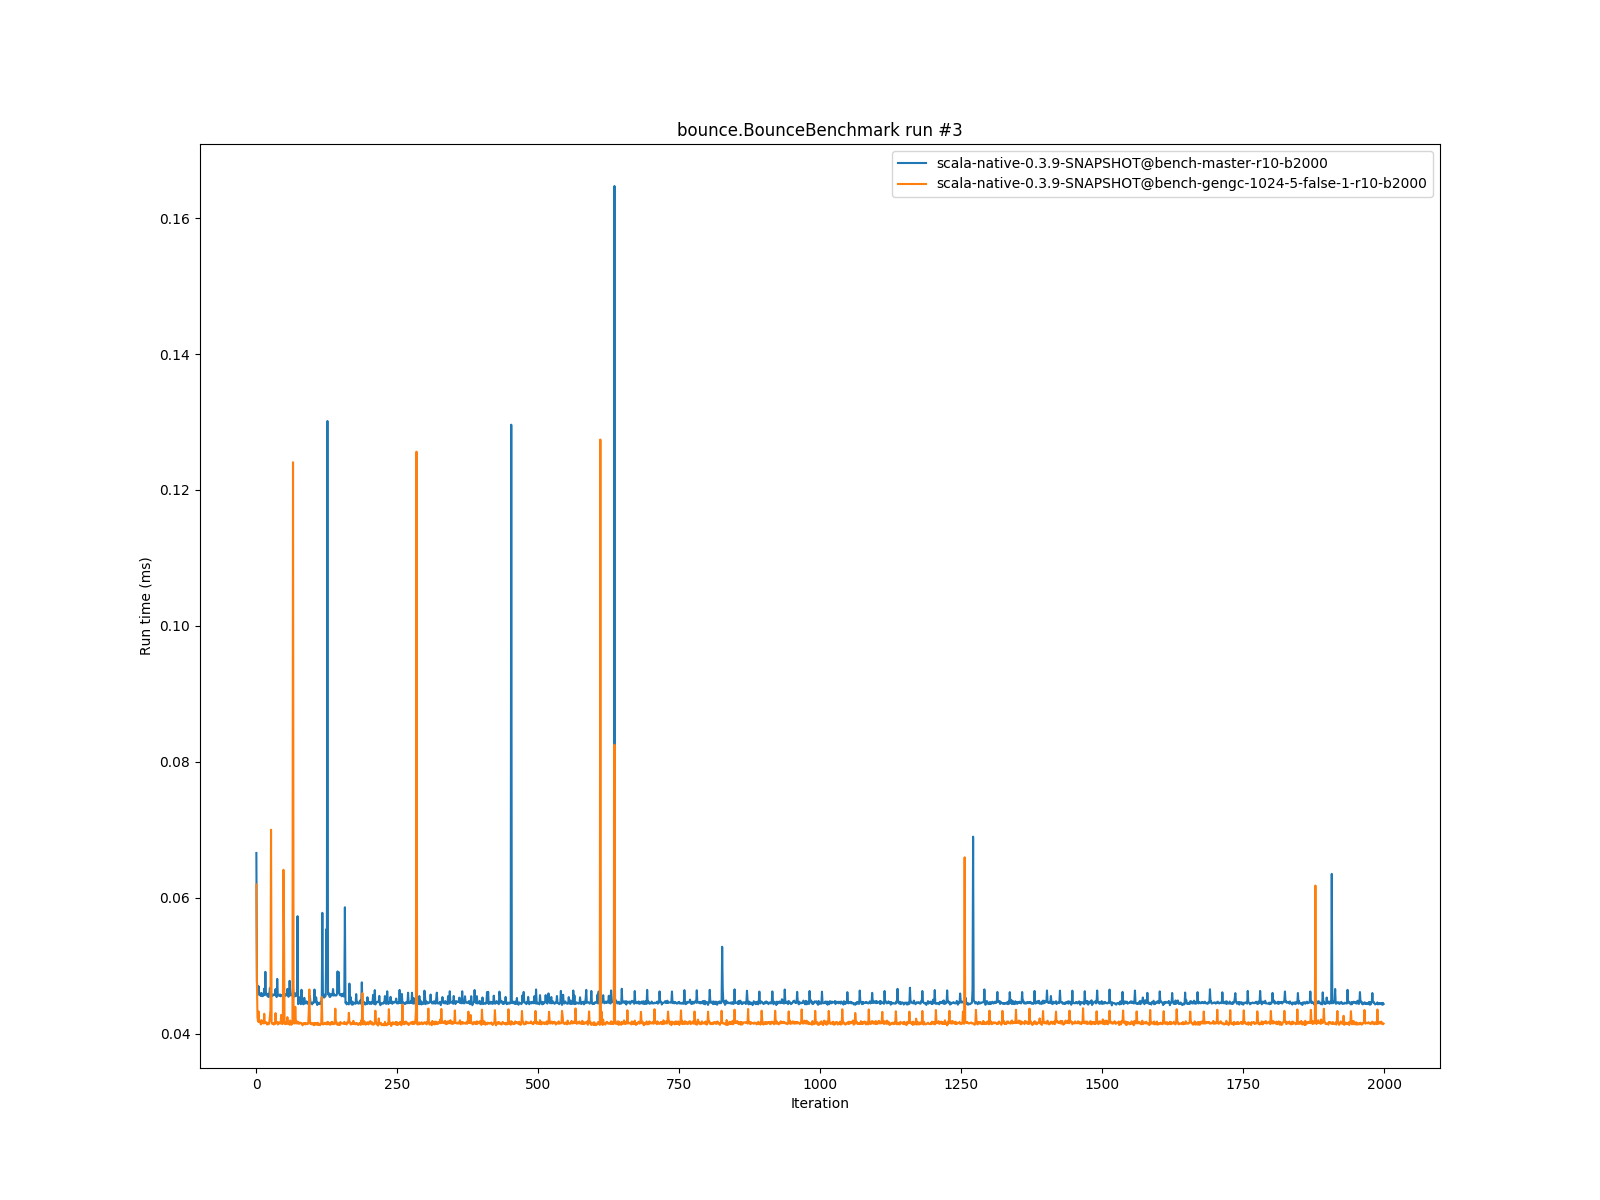 bounce.BounceBenchmark run #3
scala-native-0.3.9-SNAPSHOT@bench-master-r10-b2000
scala-native-0.3.9-SNAPSHOT@bench-gengc-1024-5-false-1-r10-b2000
0.16
0.14
0.12
0.10
0.08
0.06
0.04
Run time (ms)
0 250 500 750 1000 1250 1500 1750 2000
Iteration